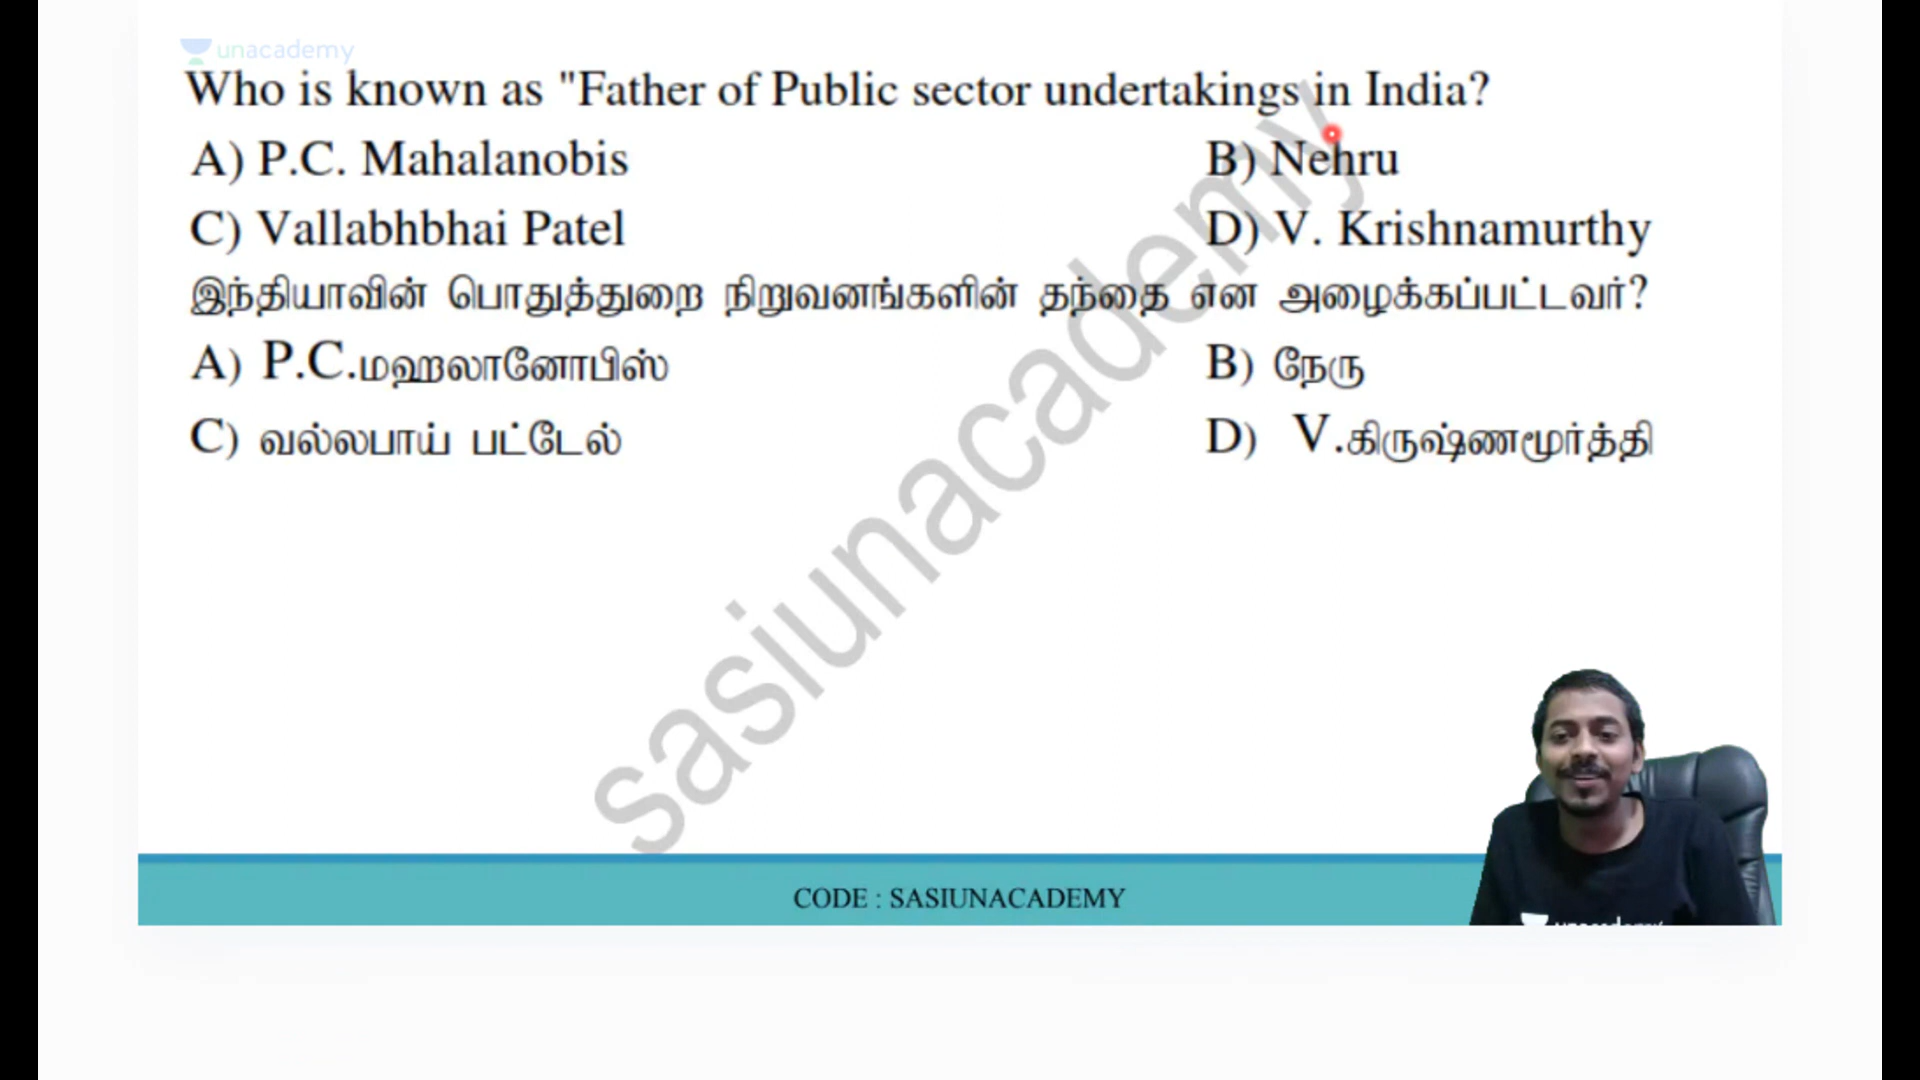 unacademy
Who is known as "Father of Public sector undertakings in India?
A) P.C. Mahalanobis B) Nehru
C) Vallabhbhai Patel D) V. Krishnamurthy
இந்தியாவின் பொதுத்துறை நிறுவனங்களின் தந்தை என அழைக்கப்பட்டவர்?
A) P.C.மஹலானோபிஸ் B) நேரு
C) வல்லபாய் பட்டேல் D) V.கிருஷ்ணமூர்த்தி
sasiunacademy
CODE : SASIUNACADEMY
unacademy